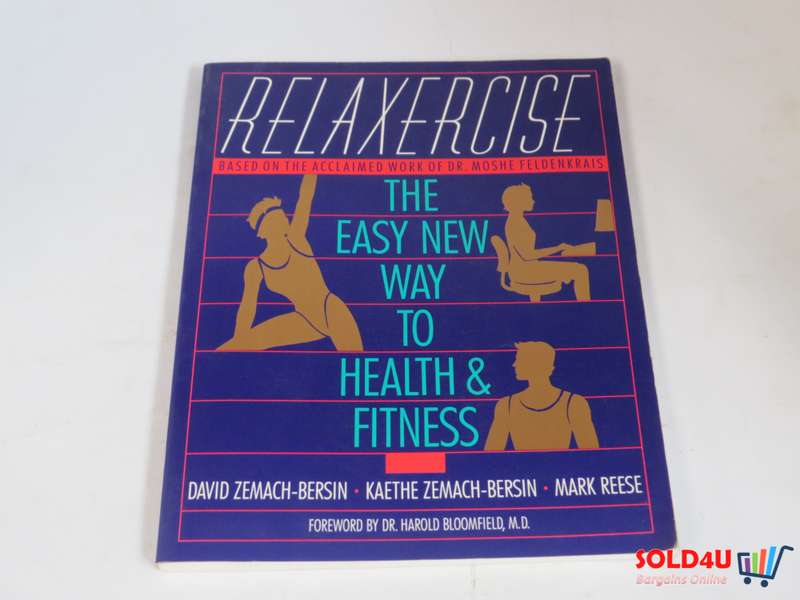 RELAXERCISE
BASED ON THE ACCLAIMED WORK OF DR. MOSHE FELDENKRAIS
THE
EASY NEW
WAY
TO
HEALTH &
FITNESS
DAVID ZEMACH-BERSIN · KAETHE ZEMACH-BERSIN · MARK REESE
FOREWORD BY DR. HAROLD BLOOMFIELD, M.D.
SOLD4U
Bargains Online